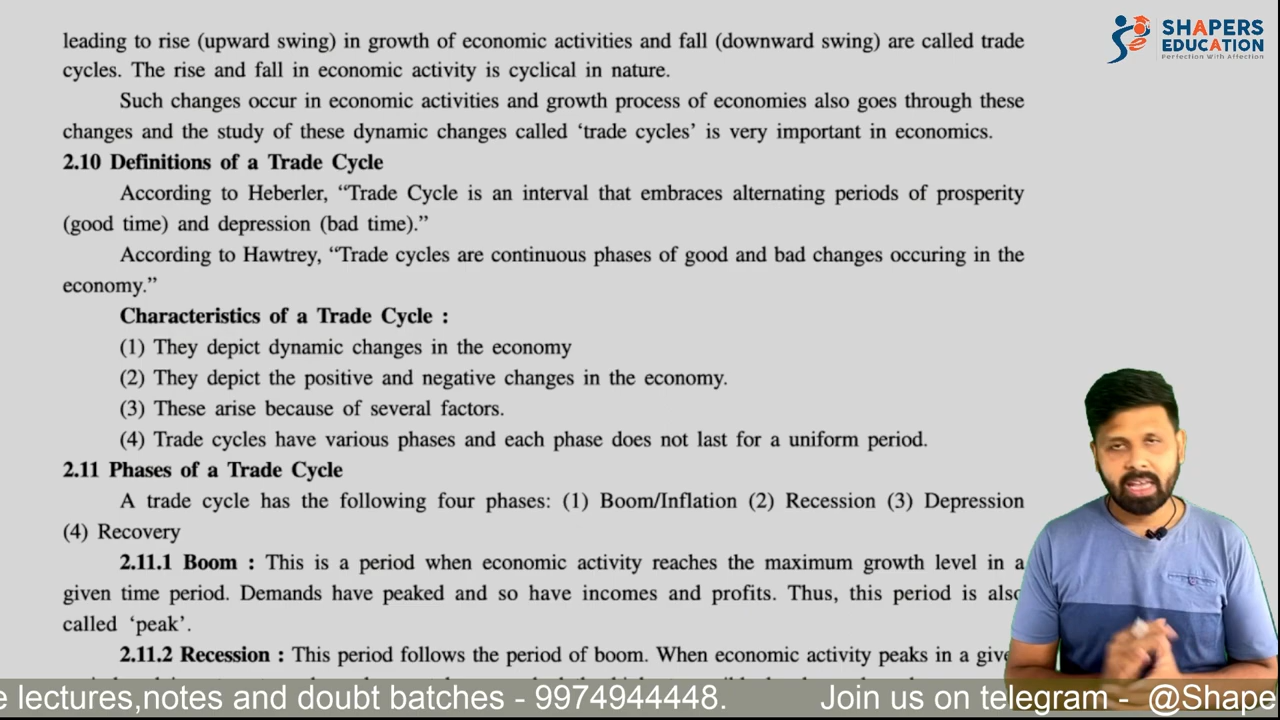 leading to rise (upward swing) in growth of economic activities and fall (downward swing) are called trade
cycles. The rise and fall in economic activity is cyclical in nature.
Such changes occur in economic activities and growth process of economies also goes through these
changes and the study of these dynamic changes called ‘trade cycles’ is very important in economics.
2.10 Definitions of a Trade Cycle
According to Heberler, “Trade Cycle is an interval that embraces alternating periods of prosperity
(good time) and depression (bad time).”
According to Hawtrey, “Trade cycles are continuous phases of good and bad changes occuring in the
economy.”
Characteristics of a Trade Cycle :
(1) They depict dynamic changes in the economy
(2) They depict the positive and negative changes in the economy.
(3) These arise because of several factors.
(4) Trade cycles have various phases and each phase does not last for a uniform period.
2.11 Phases of a Trade Cycle
A trade cycle has the following four phases: (1) Boom/Inflation (2) Recession (3) Depression
(4) Recovery
2.11.1 Boom : This is a period when economic activity reaches the maximum growth level in a
given time period. Demands have peaked and so have incomes and profits. Thus, this period is also
called ‘peak’.
2.11.2 Recession : This period follows the period of boom. When economic activity peaks in a give
e lectures,notes and doubt batches - 9974944448. Join us on telegram - @Shape
SHAPERS
EDUCATION
Perfection With Affection